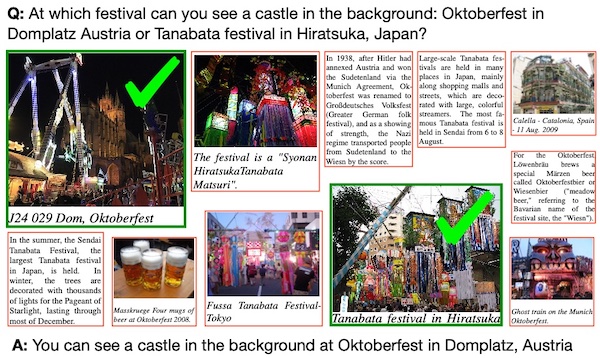 Q: At which festival can you see a castle in the background: Oktoberfest in
Domplatz Austria or Tanabata festival in Hiratsuka, Japan?
J24 029 Dom, Oktoberfest
The festival is a "Syonan
HiratsukaTanabata
Matsuri".
In 1938, after Hitler had
annexed Austria and won
the Sudetenland via the
Munich Agreement, Ok-
toberfest was renamed to
Großdeutsches Volksfest
(Greater German folk
festival), and as a showing
of strength, the Nazi
regime transported people
from Sudetenland to the
Wiesn by the score.
Large-scale Tanabata fes-
tivals are held in many
places in Japan, mainly
along shopping malls and
streets, which are deco-
rated with large, colorful
streamers. The most fa-
mous Tanabata festival is
held in Sendai from 6 to 8
August.
Calella - Catalonia, Spain
- 11 Aug. 2009
For the Oktoberfest
Löwenbräu brews a
special Märzen beer
called Oktoberfestbier or
Wiesenbier ("meadow
beer," referring to the
Bavarian name of the
festival site, the "Wiesn").
In the summer, the Sendai
Tanabata Festival, the
largest Tanabata festival
in Japan, is held. In
winter, the trees are
decorated with thousands
of lights for the Pageant of
Starlight, lasting through
most of December.
Masskruege Four mugs of
beer at Oktoberfest 2008.
Fussa Tanabata Festival-
Tokyo
Tanabata festival in Hiratsuka
Ghost train on the Munich
Oktoberfest.
A: You can see a castle in the background at Oktoberfest in Domplatz, Austria